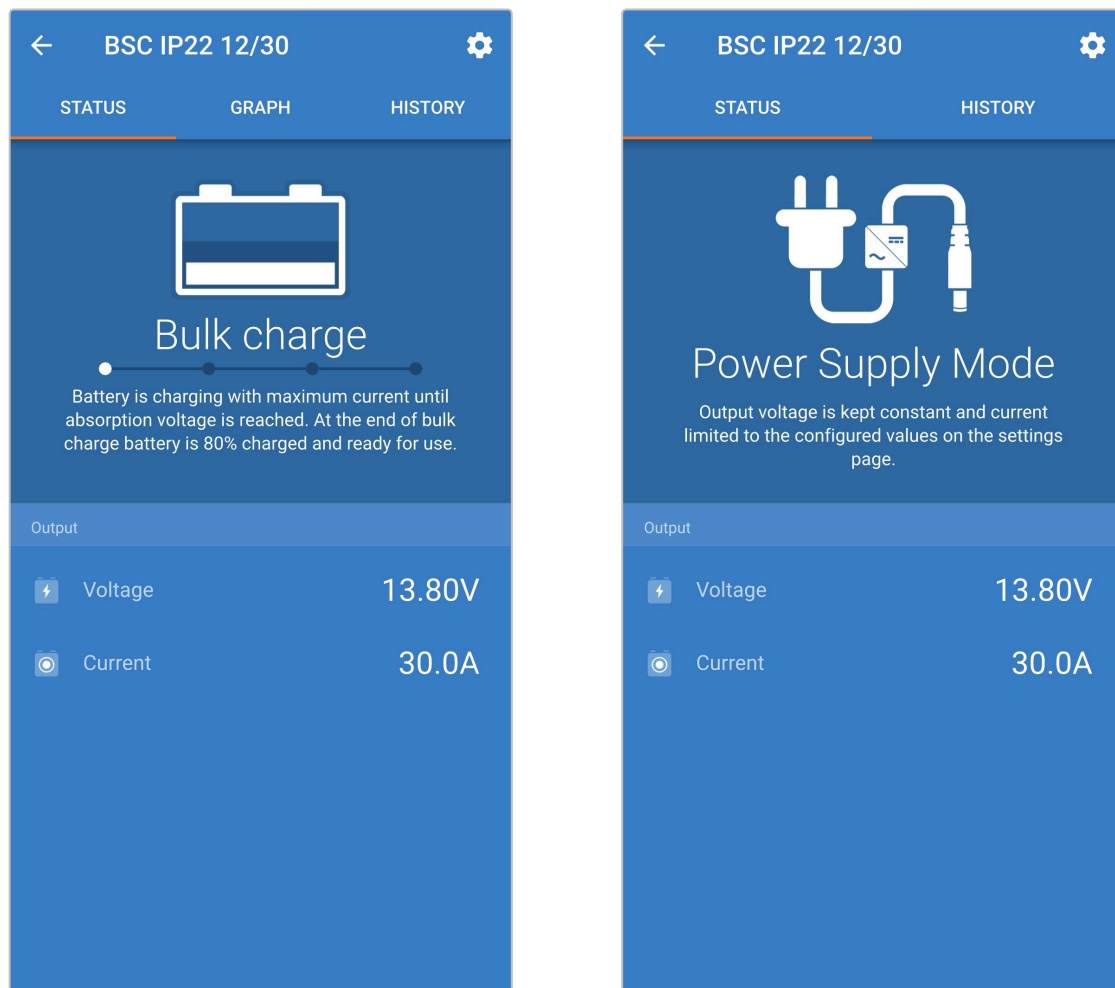 BSC IP22 12/30
STATUS GRAPH HISTORY
Bulk charge
Battery is charging with maximum current until
absorption voltage is reached. At the end of bulk
charge battery is 80% charged and ready for use.
Output
Voltage 13.80V
Current 30.0A
BSC IP22 12/30
STATUS HISTORY
Power Supply Mode
Output voltage is kept constant and current
limited to the configured values on the settings
page.
Output
Voltage 13.80V
Current 30.0A